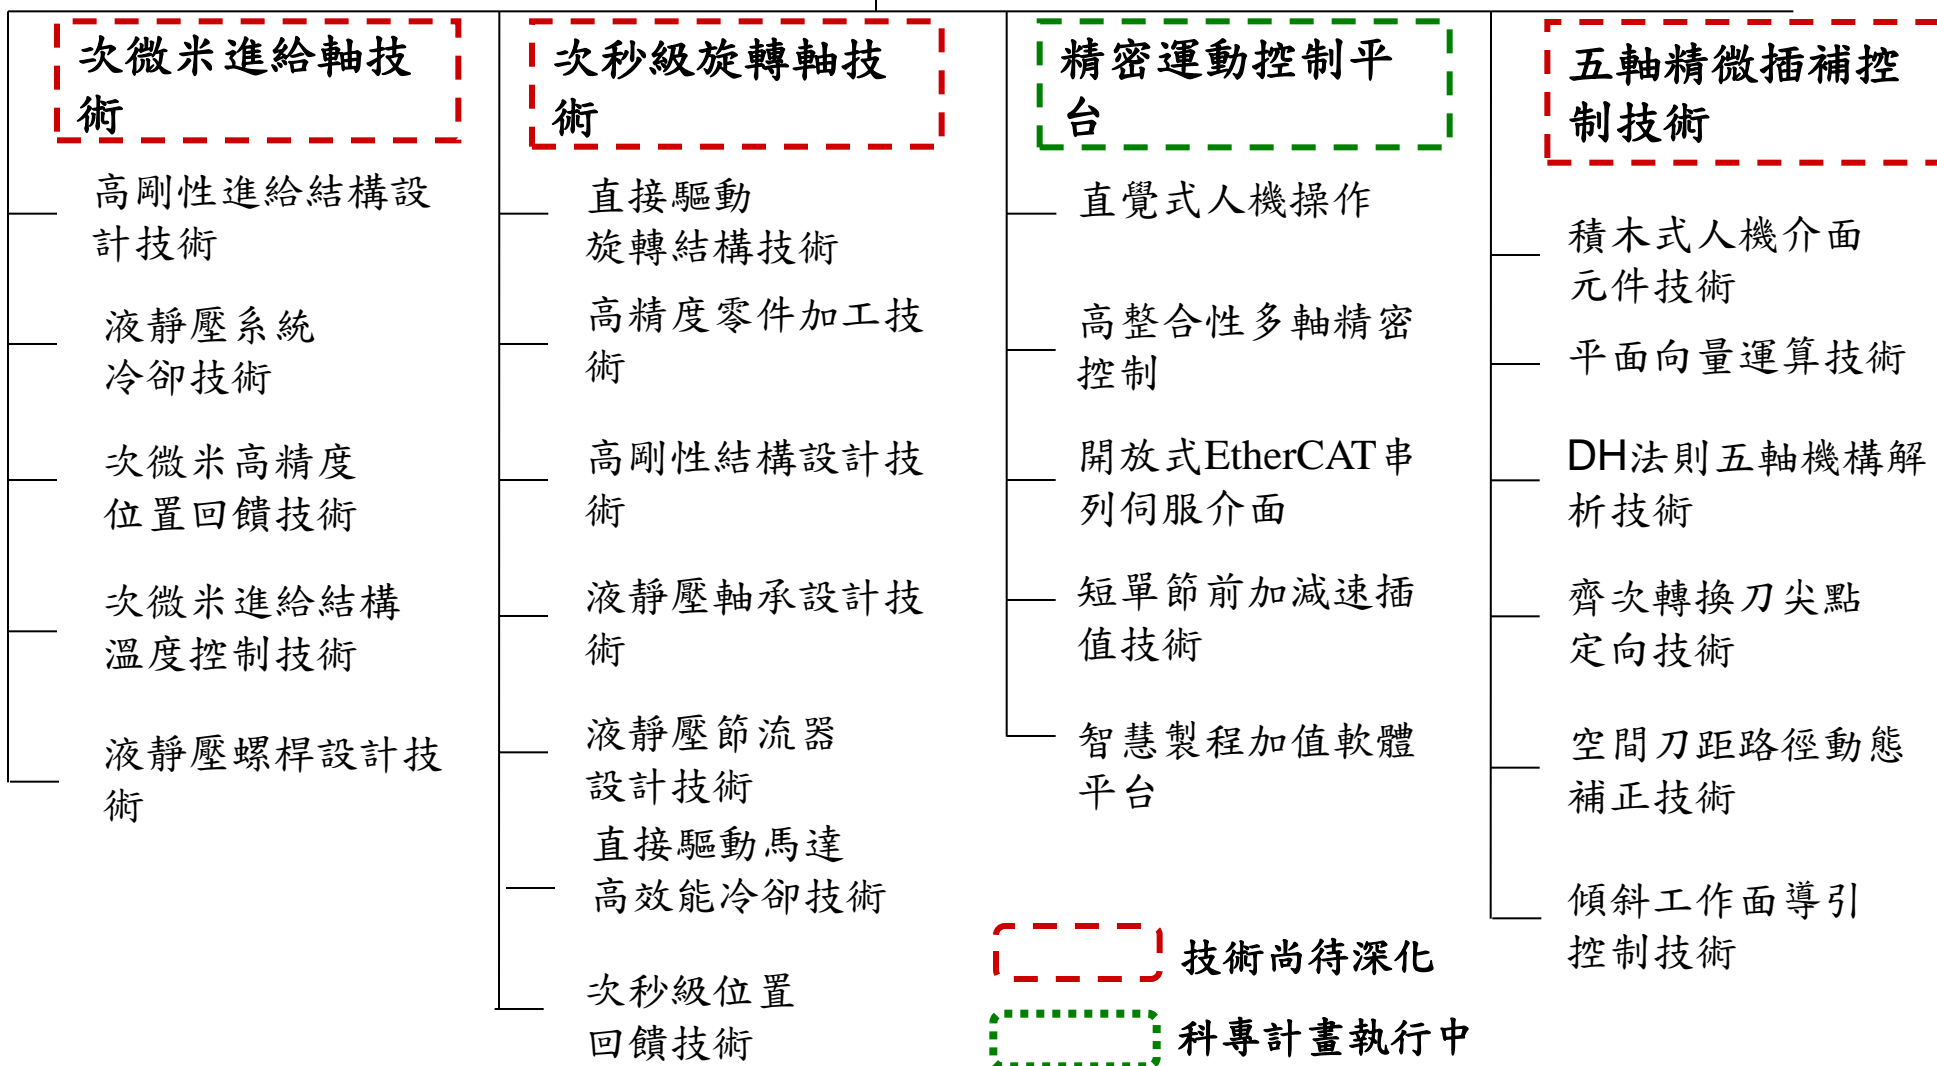 次微米進給軸技
術
高剛性進給結構設
計技術
液靜壓系統
冷卻技術
次微米高精度
位置回饋技術
次微米進給結構
溫度控制技術
液靜壓螺桿設計技
術
次秒級旋轉軸技
術
直接驅動
旋轉結構技術
高精度零件加工技
術
高剛性結構設計技
術
液靜壓軸承設計技
術
液靜壓節流器
設計技術
直接驅動馬達
高效能冷卻技術
次秒級位置
回饋技術
精密運動控制平
台
直覺式人機操作
高整合性多軸精密
控制
開放式EtherCAT串
列伺服介面
短單節前加減速插
值技術
智慧製程加值軟體
平台
五軸精微插補控
制技術
積木式人機介面
元件技術
平面向量運算技術
DH法則五軸機構解
析技術
齊次轉換刀尖點
定向技術
空間刀距路徑動態
補正技術
傾斜工作面導引
控制技術
技術尚待深化
科專計畫執行中